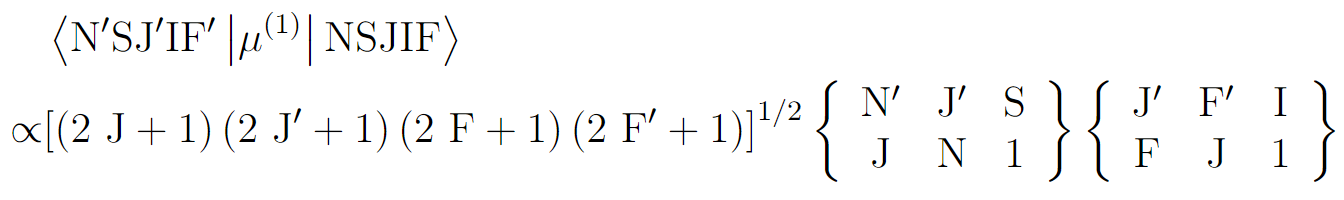 ⟨N′SJ′IF′ |μ⁽¹⁾| NSJIF⟩
∝[(2 J + 1) (2 J′ + 1) (2 F + 1) (2 F′ + 1)]^{1/2} { N′ J′ S ; J N 1 } { J′ F′ I ; F J 1 }